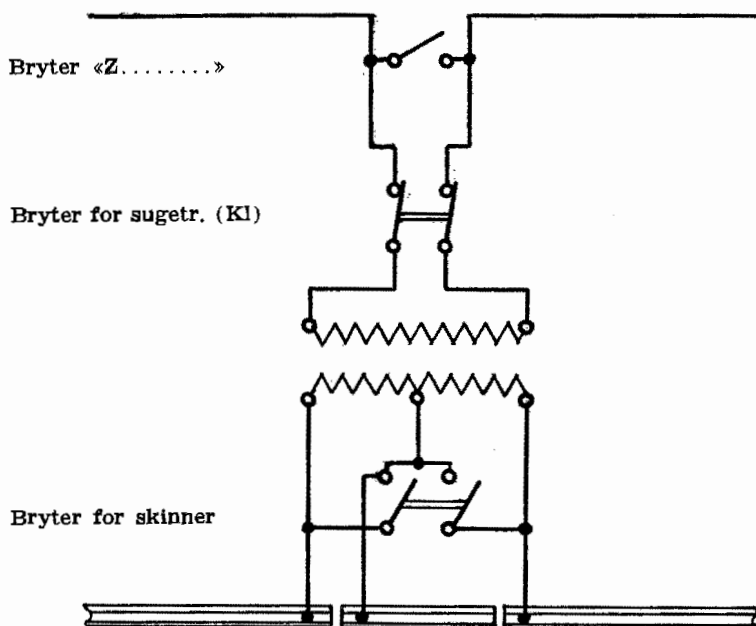 Bryter «Z........»
Bryter for sugetr. (Kl)
Bryter for skinner